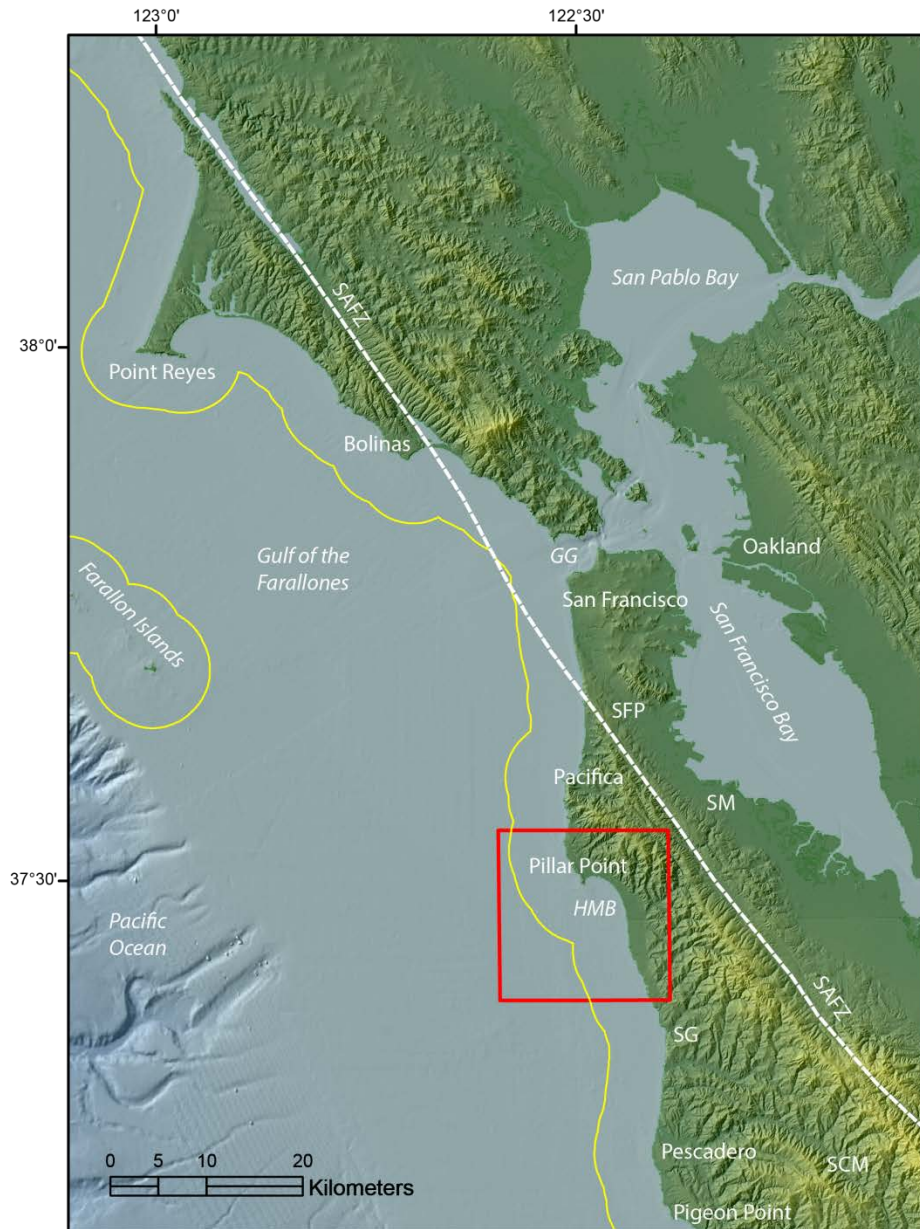 123°0'
122°30'
San Pablo Bay
SAFZ
38°0'
Point Reyes
Bolinas
GG
Oakland
Gulf of the
Farallones
San Francisco
Farallon Islands
San Francisco Bay
SFP
Pacifica
SM
Pillar Point
37°30'
HMB
Pacific
Ocean
SAFZ
SG
Pescadero
SCM
0 5 10 20
Kilometers
Pigeon Point